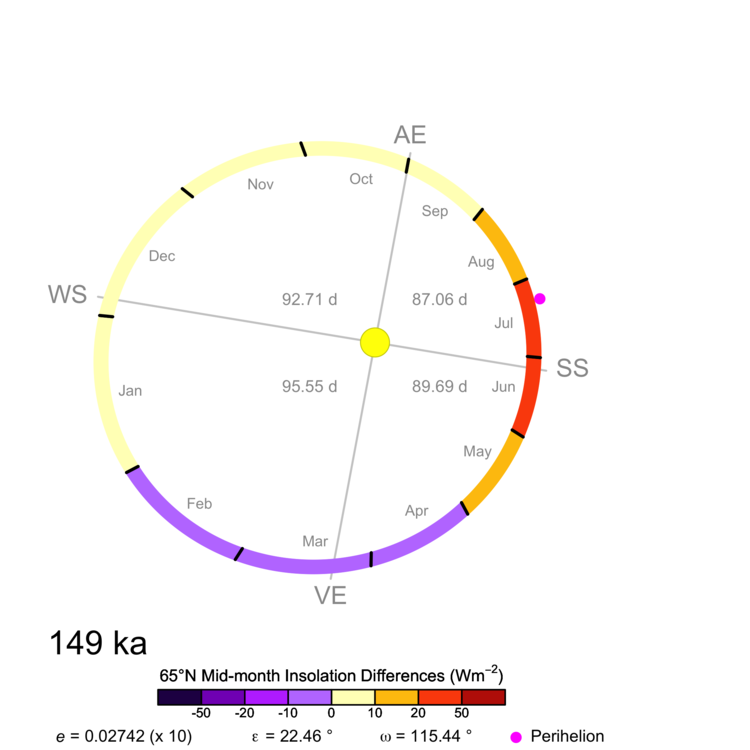 AE
Oct
Nov
Sep
Dec
Aug
WS
92.71 d
87.06 d
Jul
SS
95.55 d
89.69 d
Jun
Jan
May
Feb
Apr
Mar
VE
149 ka
65°N Mid-month Insolation Differences (Wm⁻²)
-50 -20 -10 0 10 20 50
e = 0.02742 (x 10) ε = 22.46 ° ω = 115.44 ° Perihelion